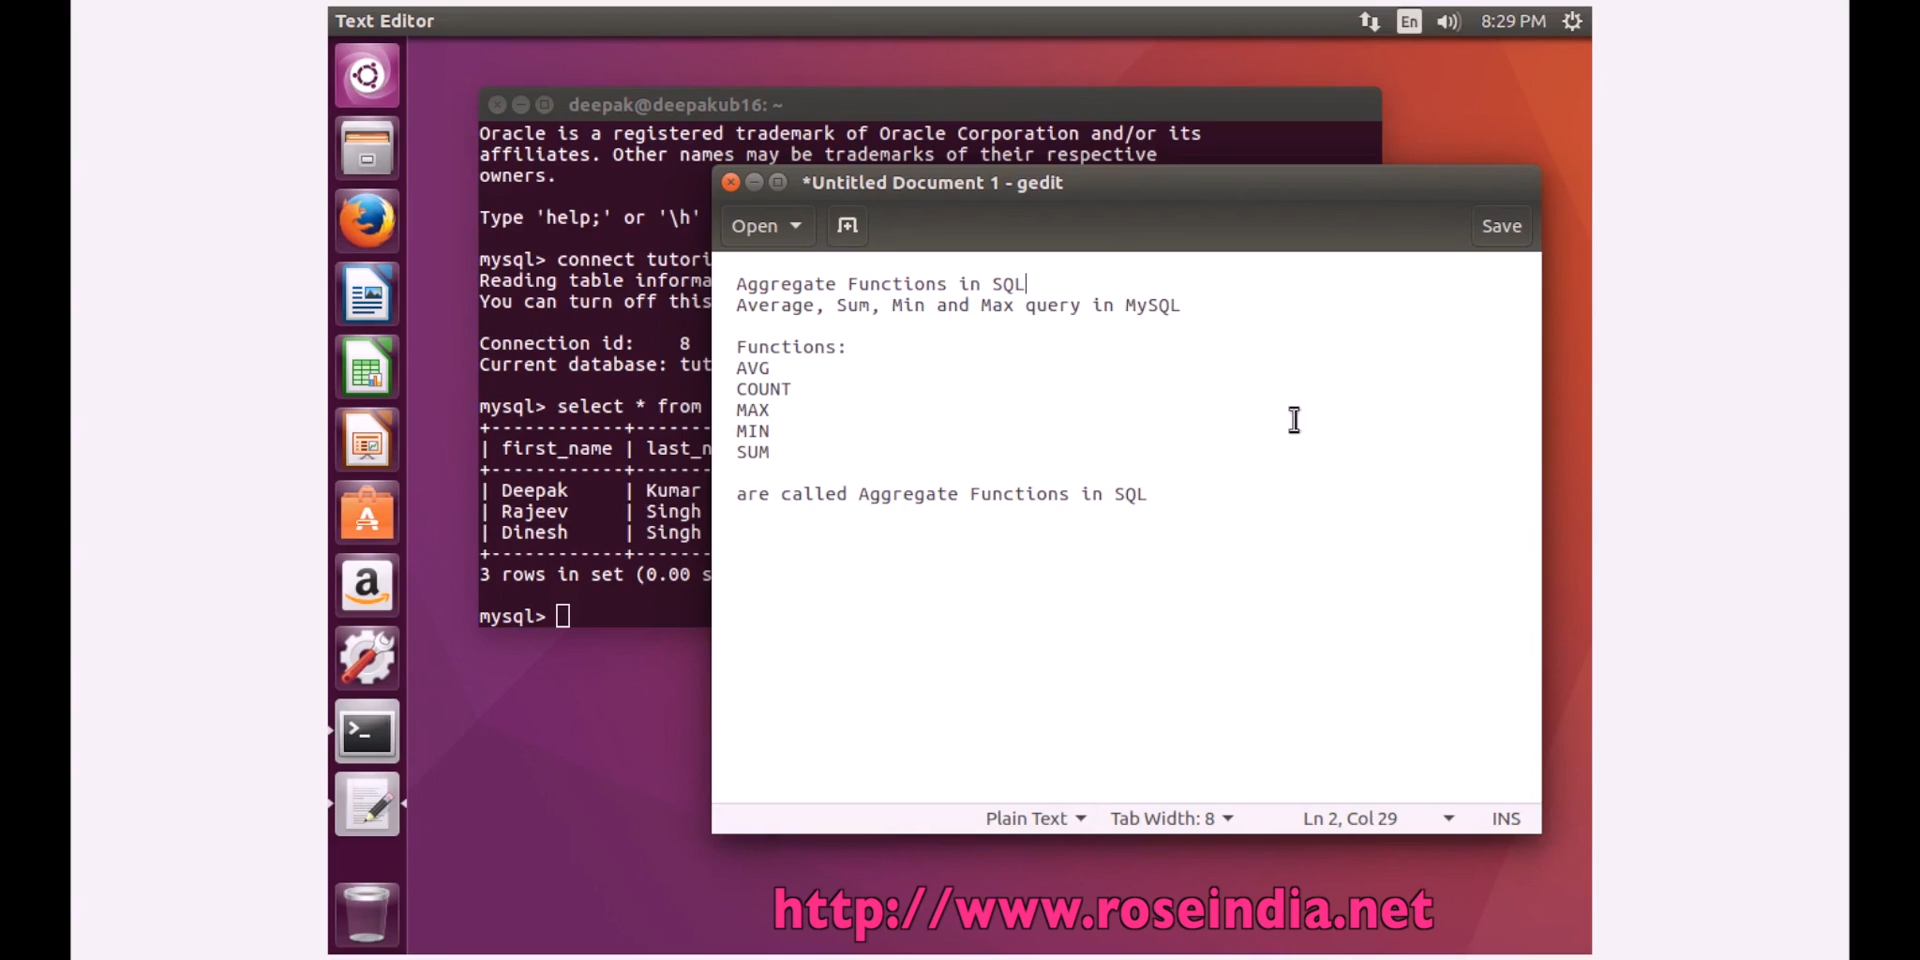 Text Editor
En
8:29 PM
deepak@deepakub16: ~
Oracle is a registered trademark of Oracle Corporation and/or its
affiliates. Other names may be trademarks of their respective
owners.
Type 'help;' or '\h'
mysql> connect tutori
Reading table informa
You can turn off this
Connection id:    8
Current database: tut
mysql> select * from
+------------+-------
| first_name | last_n
+------------+-------
| Deepak     | Kumar
| Rajeev     | Singh
| Dinesh     | Singh
+------------+-------
3 rows in set (0.00 s
mysql>
*Untitled Document 1 - gedit
Open
Save
Aggregate Functions in SQL
Average, Sum, Min and Max query in MySQL
Functions:
AVG
COUNT
MAX
MIN
SUM
are called Aggregate Functions in SQL
Plain Text
Tab Width: 8
Ln 2, Col 29
INS
http://www.roseindia.net